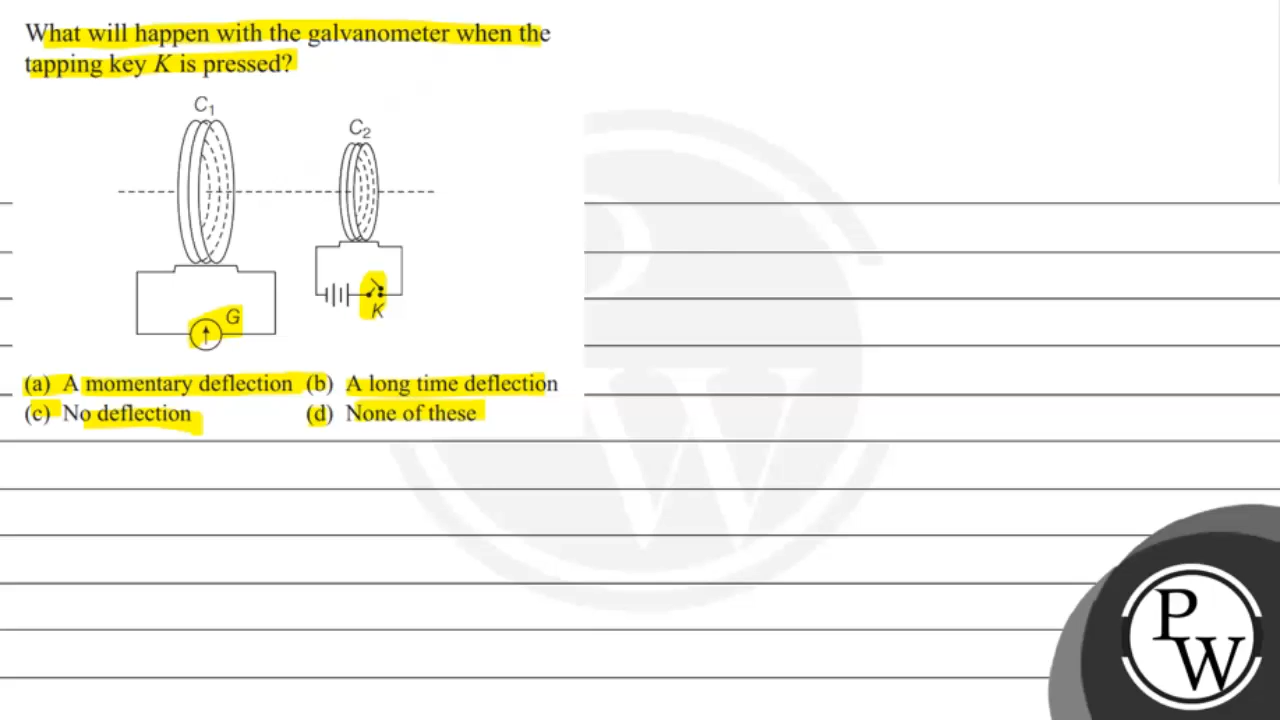 What will happen with the galvanometer when the
tapping key K is pressed?
C₁
C₂
G
K
(a) A momentary deflection (b) A long time deflection
(c) No deflection (d) None of these
P
W
P
W